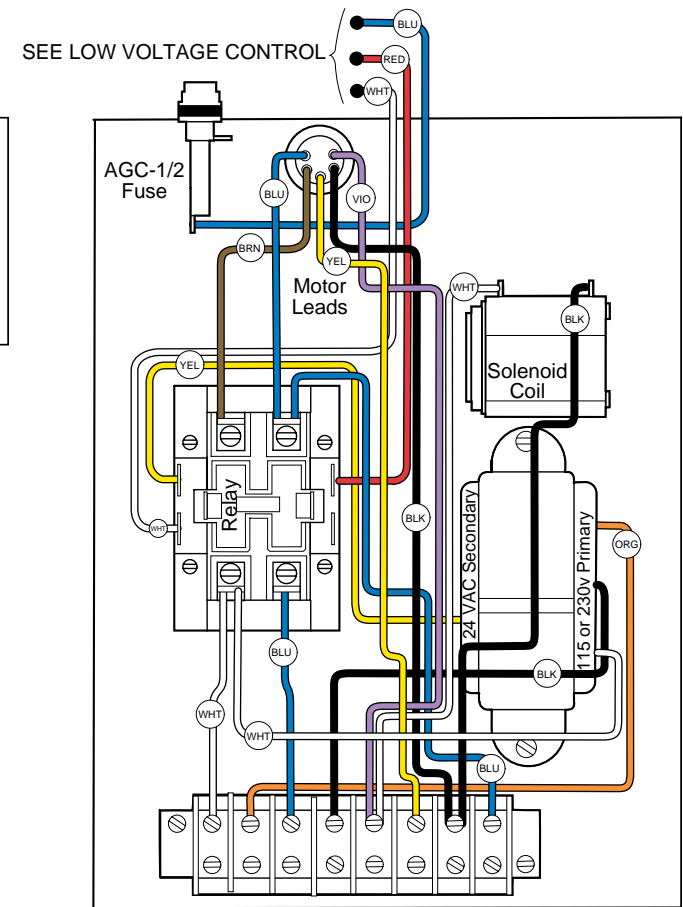 BLU
SEE LOW VOLTAGE CONTROL
RED
WHT
AGC-1/2
Fuse
BLU
VIO
BRN
YEL
Motor
Leads
WHT
BLK
YEL
Solenoid
Coil
Relay
WHT
BLK
24 VAC Secondary
115 or 230v Primary
ORG
BLU
BLK
WHT
WHT
BLU